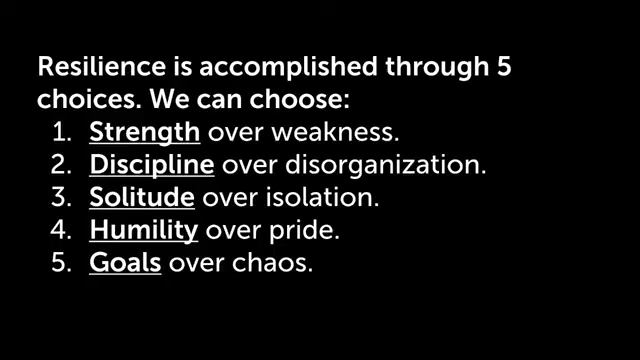 Resilience is accomplished through 5
choices. We can choose:
1. Strength over weakness.
2. Discipline over disorganization.
3. Solitude over isolation.
4. Humility over pride.
5. Goals over chaos.